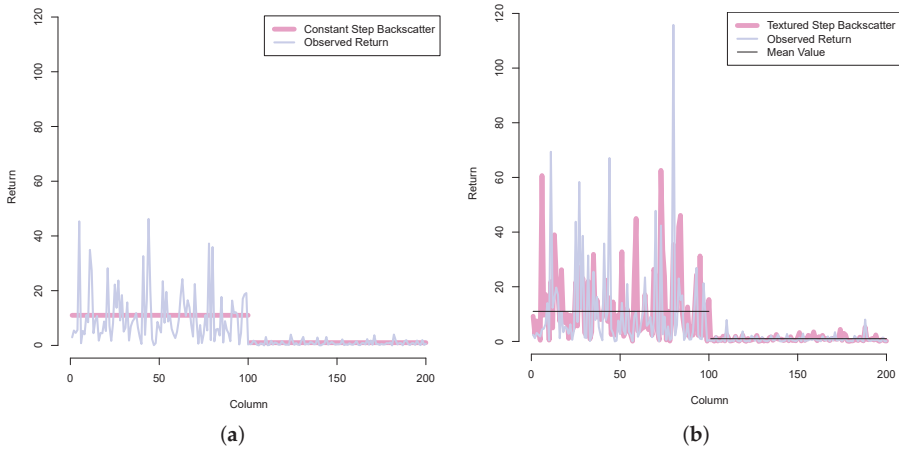 120
100
80
60
40
20
0
Return
Constant Step Backscatter
Observed Return
0 50 100 150 200
Column
(a)
120
100
80
60
40
20
0
Return
Textured Step Backscatter
Observed Return
Mean Value
0 50 100 150 200
Column
(b)